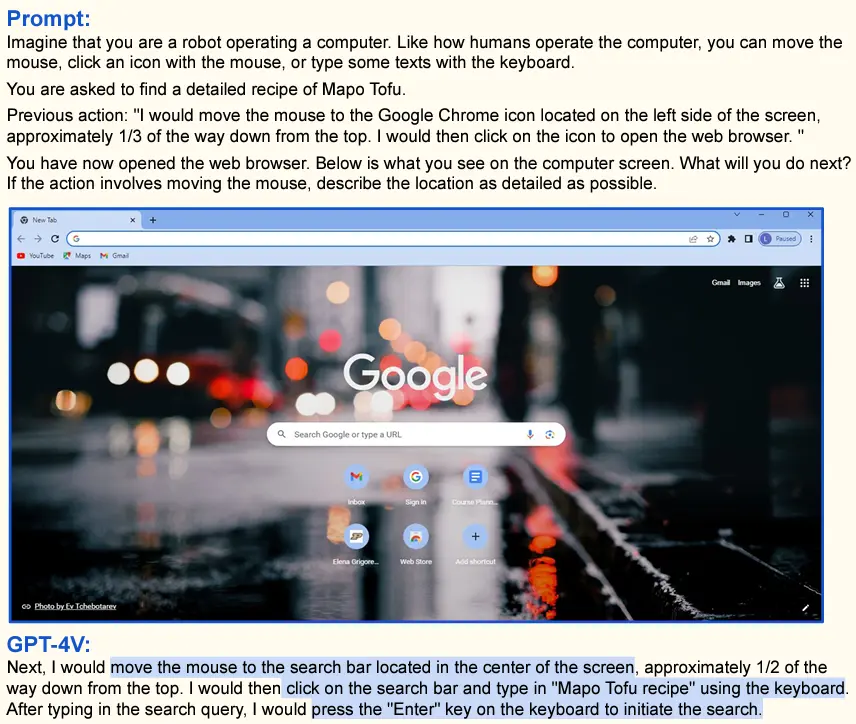 Prompt:
Imagine that you are a robot operating a computer. Like how humans operate the computer, you can move the
mouse, click an icon with the mouse, or type some texts with the keyboard.
You are asked to find a detailed recipe of Mapo Tofu.
Previous action: "I would move the mouse to the Google Chrome icon located on the left side of the screen,
approximately 1/3 of the way down from the top. I would then click on the icon to open the web browser. "
You have now opened the web browser. Below is what you see on the computer screen. What will you do next?
If the action involves moving the mouse, describe the location as detailed as possible.
New Tab
G
L Paused
YouTube Maps Gmail
Gmail Images
Google
Search Google or type a URL
Inbox Sign in Course Plann...
Elena Grigore... Web Store Add shortcut
Photo by Ev Tchebotarev
GPT-4V:
Next, I would move the mouse to the search bar located in the center of the screen, approximately 1/2 of the
way down from the top. I would then click on the search bar and type in "Mapo Tofu recipe" using the keyboard.
After typing in the search query, I would press the "Enter" key on the keyboard to initiate the search.